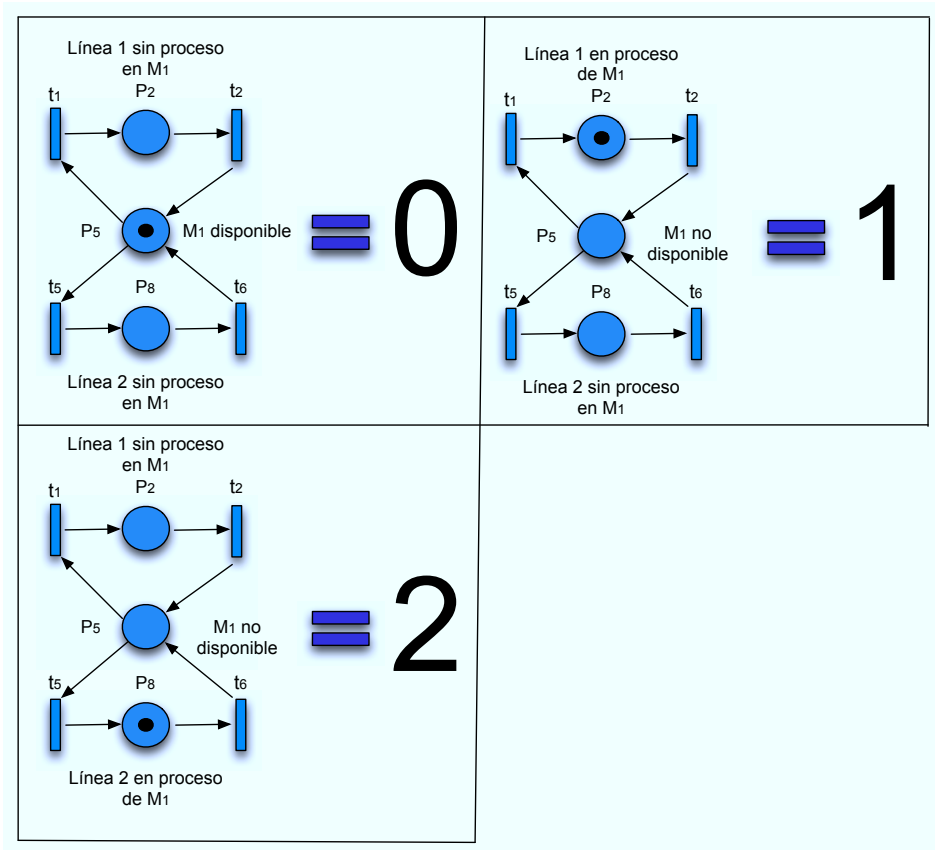 Línea 1 sin proceso
en M1
t1
P2
t2
P5
M1 disponible
t5
P8
t6
Línea 2 sin proceso
en M1
0
Línea 1 en proceso
de M1
t1
P2
t2
P5
M1 no
disponible
t5
P8
t6
Línea 2 sin proceso
en M1
1
Línea 1 sin proceso
en M1
t1
P2
t2
P5
M1 no
disponible
t5
P8
t6
Línea 2 en proceso
de M1
2